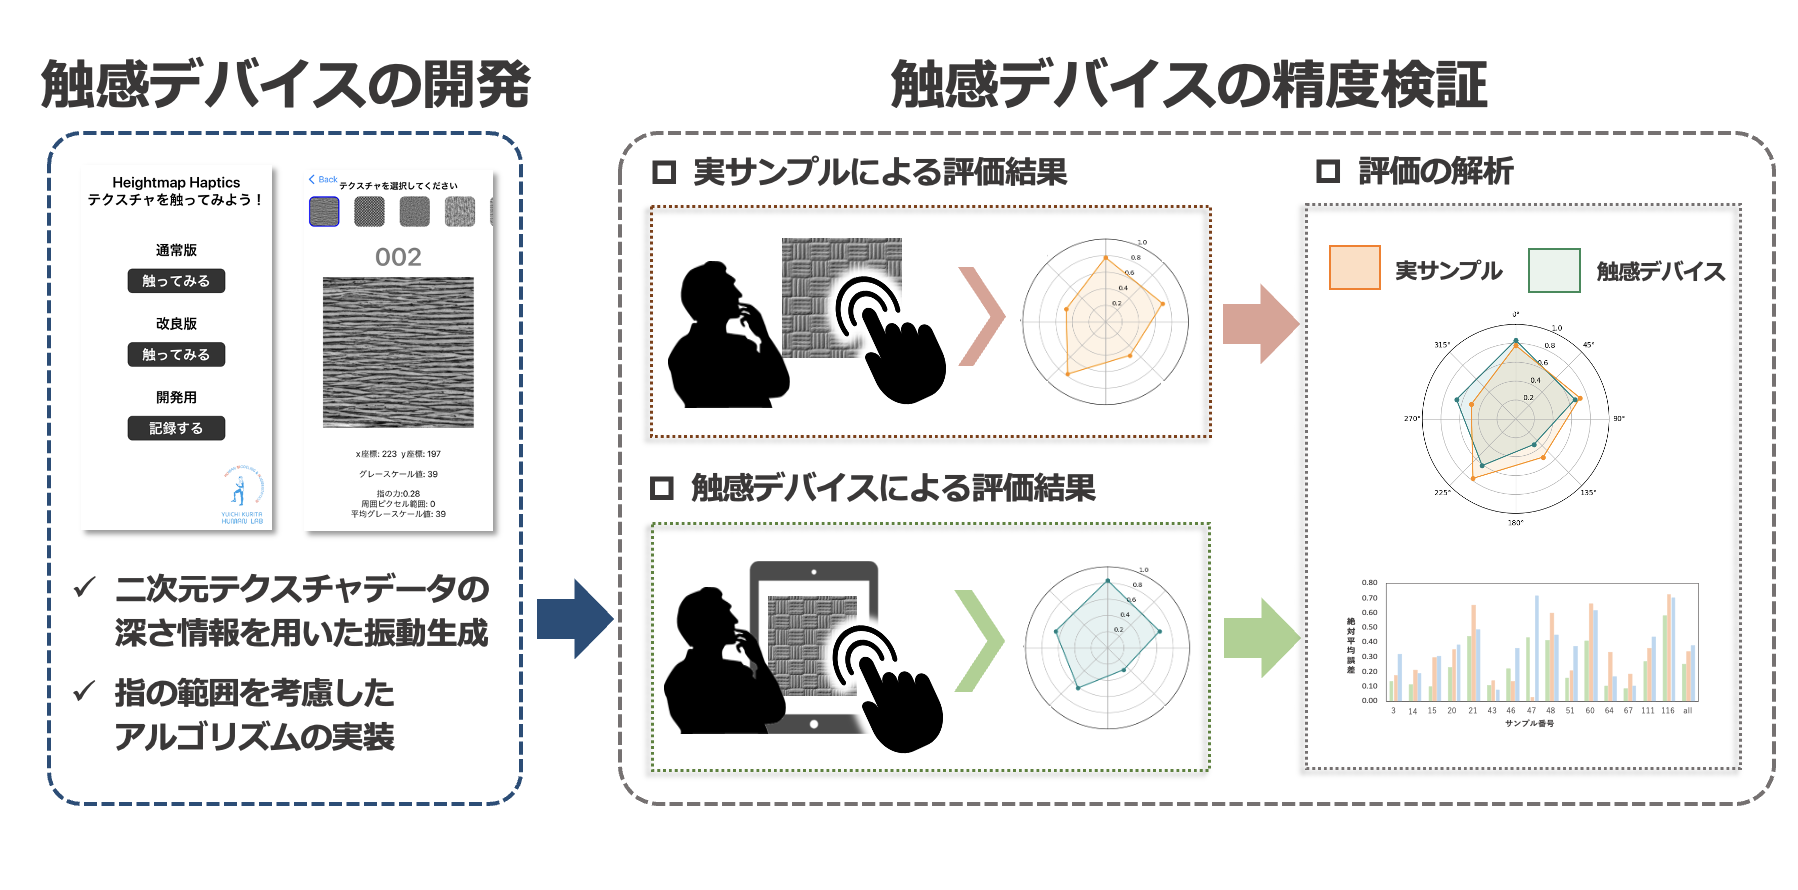 触感デバイスの開発
Heightmap Haptics
テクスチャを触ってみよう！
通常版
触ってみる
改良版
触ってみる
開発用
記録する
YUICHI KURITA
HUMAN LAB
Back
テクスチャを選択してください
002
x座標: 223 y座標: 197
グレースケール値: 39
指の力:0.28
周囲ピクセル範囲: 0
平均グレースケール値: 39
✓ 二次元テクスチャデータの
深さ情報を用いた振動生成
✓ 指の範囲を考慮した
アルゴリズムの実装
触感デバイスの精度検証
実サンプルによる評価結果
1.0
0.8
0.6
0.4
0.2
触感デバイスによる評価結果
1.0
0.8
0.6
0.4
0.2
評価の解析
実サンプル
触感デバイス
0°
45°
90°
135°
180°
225°
270°
315°
1.0
0.8
0.6
0.4
0.2
絶対平均誤差
0.80
0.70
0.60
0.50
0.40
0.30
0.20
0.10
0.00
3 14 15 20 21 43 46 47 48 51 60 64 67 111 116 all
サンプル番号